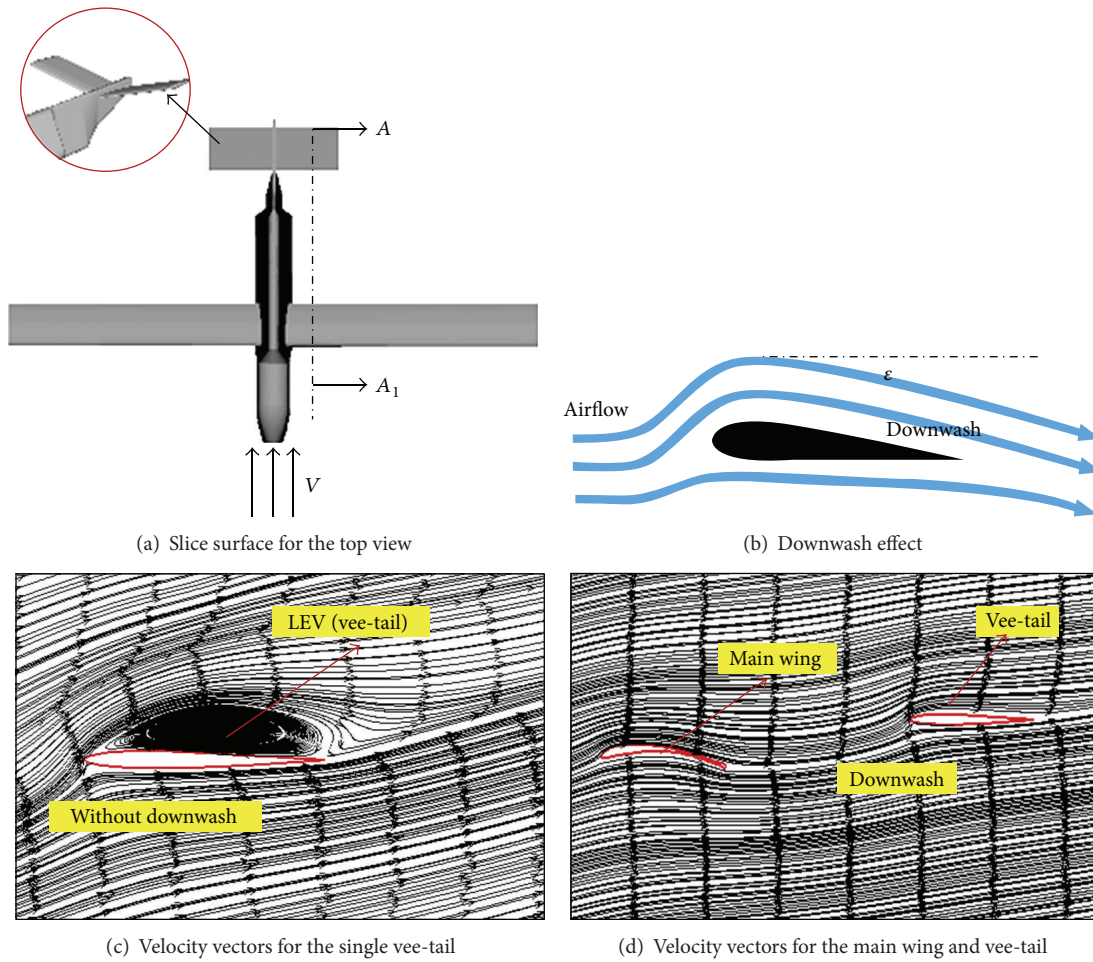 A
A1
V
(a) Slice surface for the top view
ε
Airflow
Downwash
(b) Downwash effect
LEV (vee-tail)
Without downwash
(c) Velocity vectors for the single vee-tail
Vee-tail
Main wing
Downwash
(d) Velocity vectors for the main wing and vee-tail